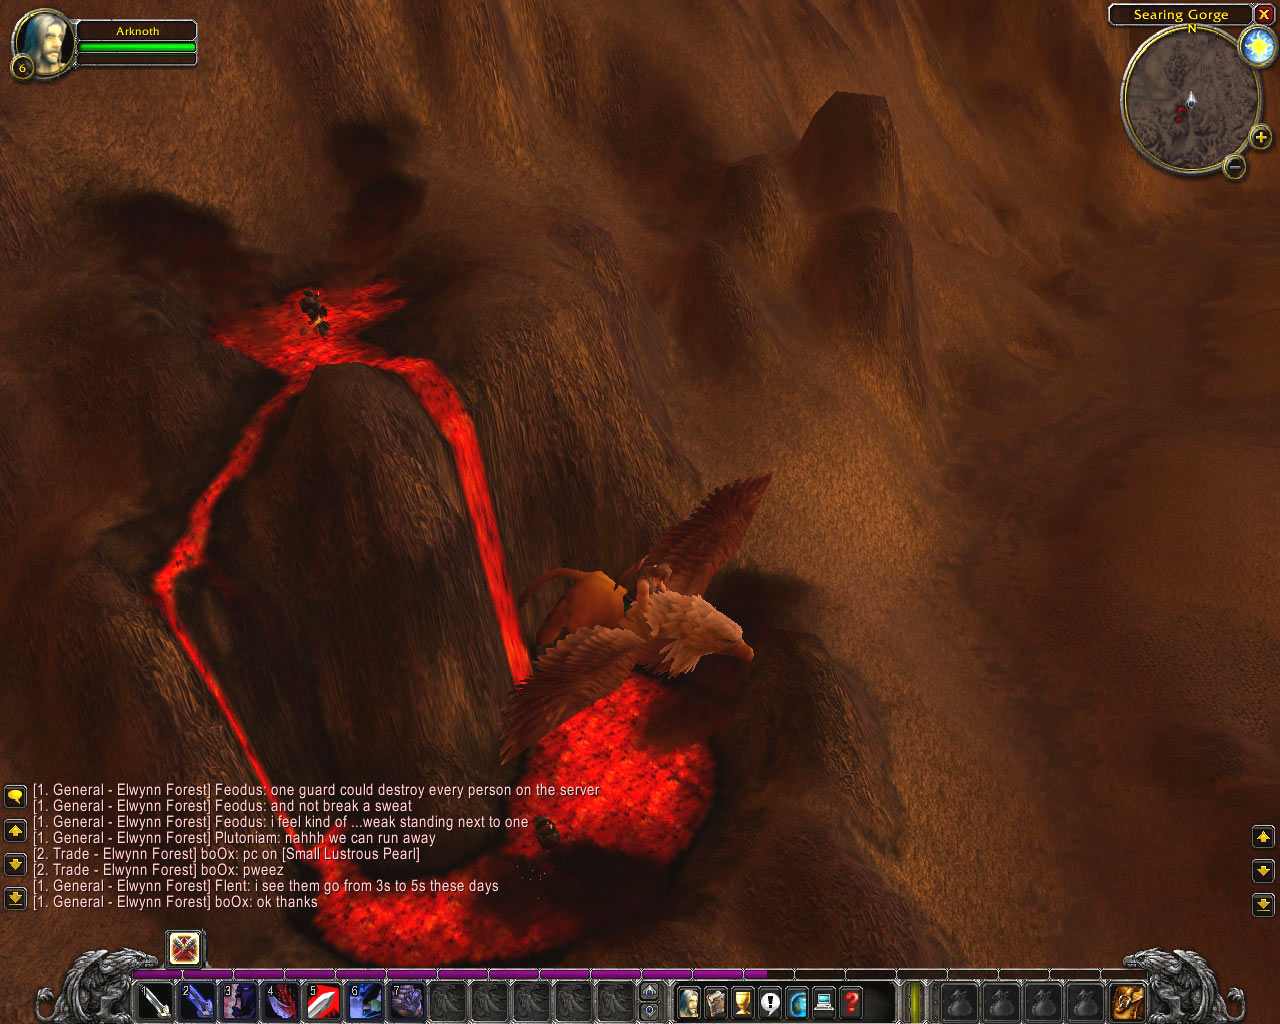 Arknoth
6
Searing Gorge
N
[1. General - Elwynn Forest] Feodus: one guard could destroy every person on the server
[1. General - Elwynn Forest] Feodus: and not break a sweat
[1. General - Elwynn Forest] Feodus: i feel kind of ...weak standing next to one
[1. General - Elwynn Forest] Plutoniam: nahhh we can run away
[2. Trade - Elwynn Forest] boOx: pc on [Small Lustrous Pearl]
[2. Trade - Elwynn Forest] boOx: pweez
[1. General - Elwynn Forest] Flent: i see them go from 3s to 5s these days
[1. General - Elwynn Forest] boOx: ok thanks
1 2 3 4 5 6 7